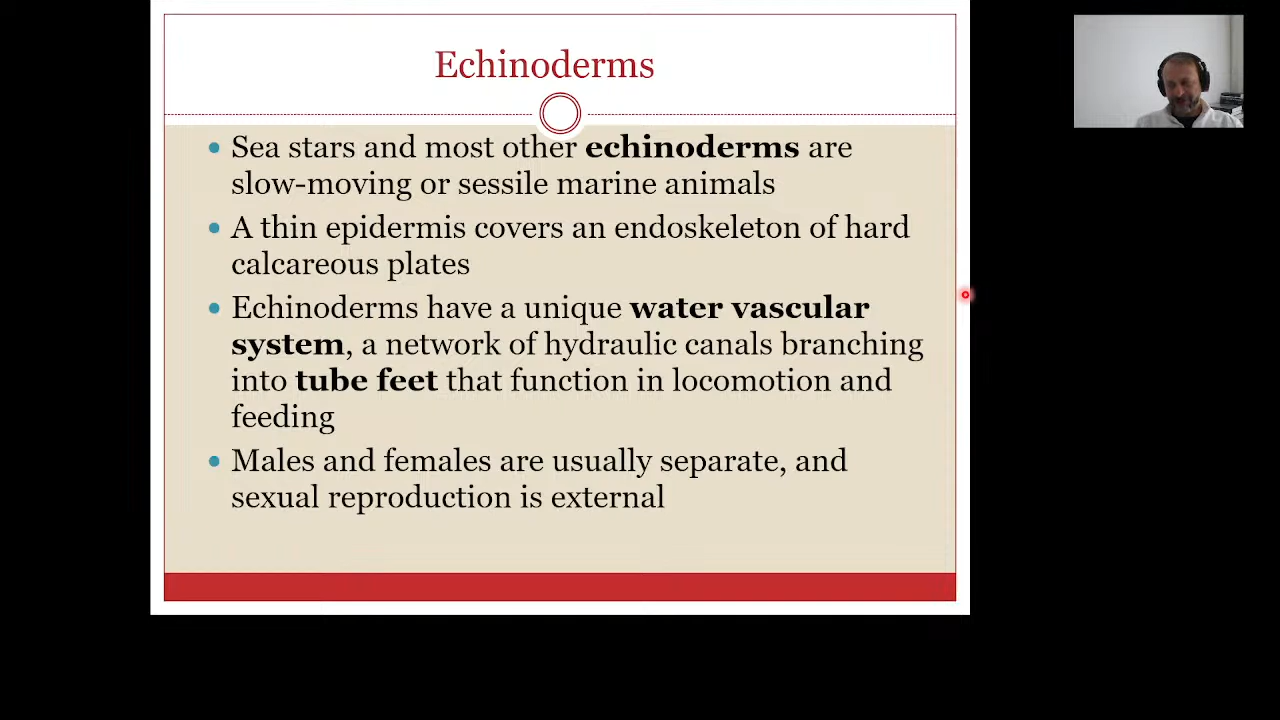 Echinoderms
• Sea stars and most other echinoderms are
slow-moving or sessile marine animals
• A thin epidermis covers an endoskeleton of hard
calcareous plates
• Echinoderms have a unique water vascular
system, a network of hydraulic canals branching
into tube feet that function in locomotion and
feeding
• Males and females are usually separate, and
sexual reproduction is external